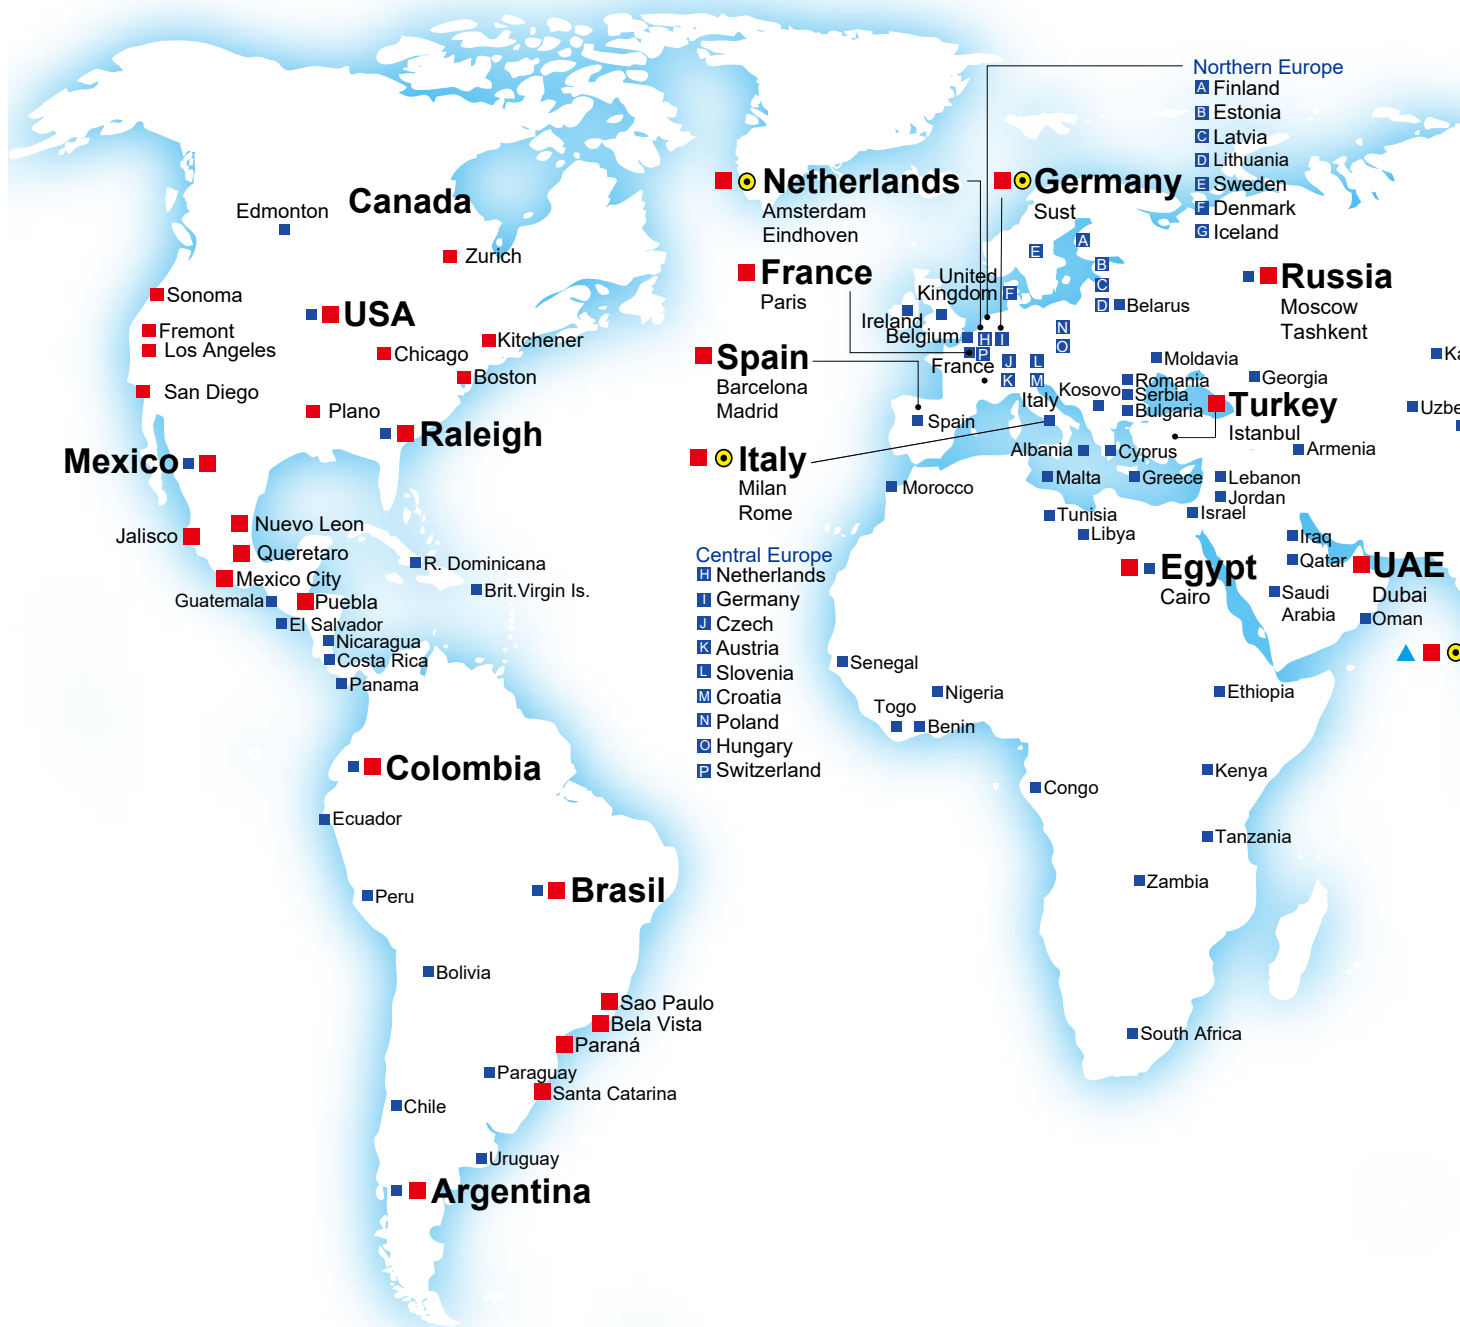 Northern Europe
A Finland
B Estonia
C Latvia
D Lithuania
E Sweden
F Denmark
G Iceland
Netherlands
Amsterdam
Eindhoven
Germany
Sust
Canada
Edmonton
Zurich
France
Paris
Russia
Moscow
Tashkent
Sonoma
USA
Fremont
Los Angeles
Kitchener
Chicago
Boston
San Diego
Plano
Raleigh
Mexico
Spain
Barcelona
Madrid
Italy
Milan
Rome
United
Kingdom
Ireland
Belgium
France
E
A
B
C
D
F
Belarus
N
O
H
I
P
J
L
K
M
Italy
Kosovo
Moldavia
Romania
Serbia
Bulgaria
Georgia
Turkey
Istanbul
Armenia
Spain
Albania
Cyprus
Malta
Greece
Lebanon
Jordan
Israel
Morocco
Tunisia
Libya
Iraq
Qatar
Saudi
Arabia
UAE
Dubai
Oman
Egypt
Cairo
Jalisco
Nuevo Leon
Queretaro
Mexico City
Guatemala
Puebla
El Salvador
Nicaragua
Costa Rica
Panama
R. Dominicana
Brit.Virgin Is.
Central Europe
H Netherlands
I Germany
J Czech
K Austria
L Slovenia
M Croatia
N Poland
O Hungary
P Switzerland
Senegal
Nigeria
Togo
Benin
Ethiopia
Congo
Kenya
Tanzania
Zambia
South Africa
Colombia
Ecuador
Peru
Brasil
Bolivia
Sao Paulo
Bela Vista
Paraná
Paraguay
Santa Catarina
Chile
Uruguay
Argentina